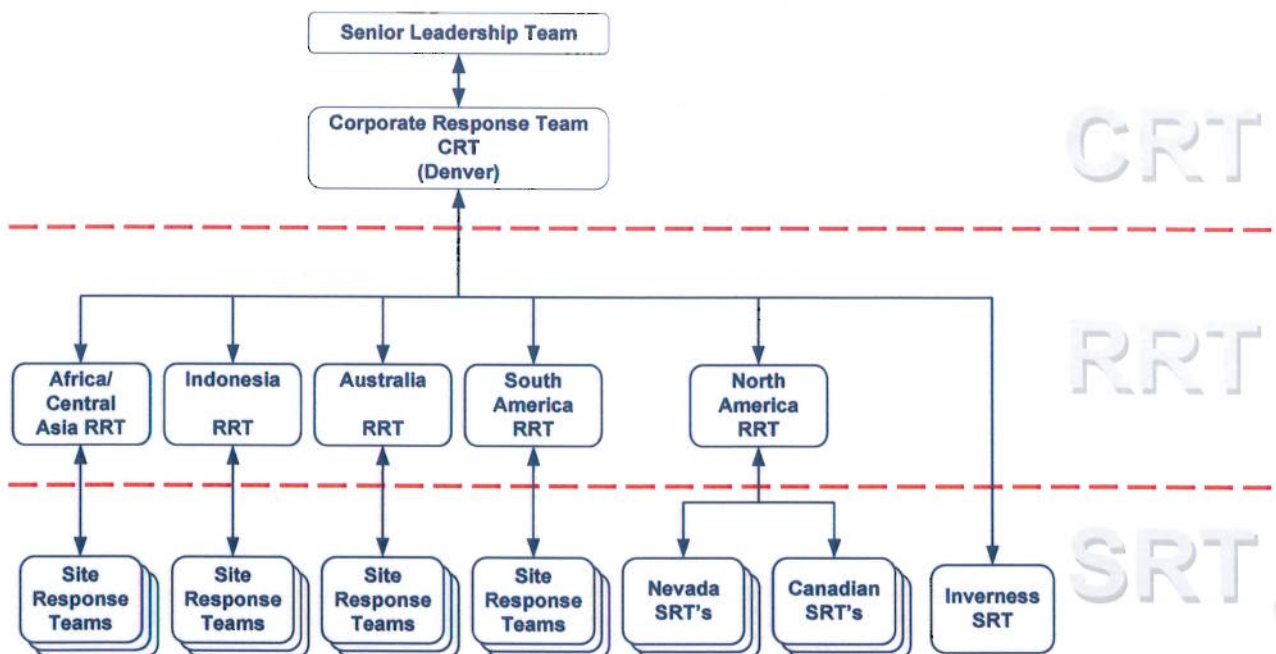 Senior Leadership Team
Corporate Response Team
CRT
(Denver)
CRT
Africa/
Central
Asia RRT
Indonesia
RRT
Australia
RRT
South
America
RRT
North
America
RRT
RRT
Site
Response
Teams
Site
Response
Teams
Site
Response
Teams
Site
Response
Teams
Nevada
SRT's
Canadian
SRT's
Inverness
SRT
SRT